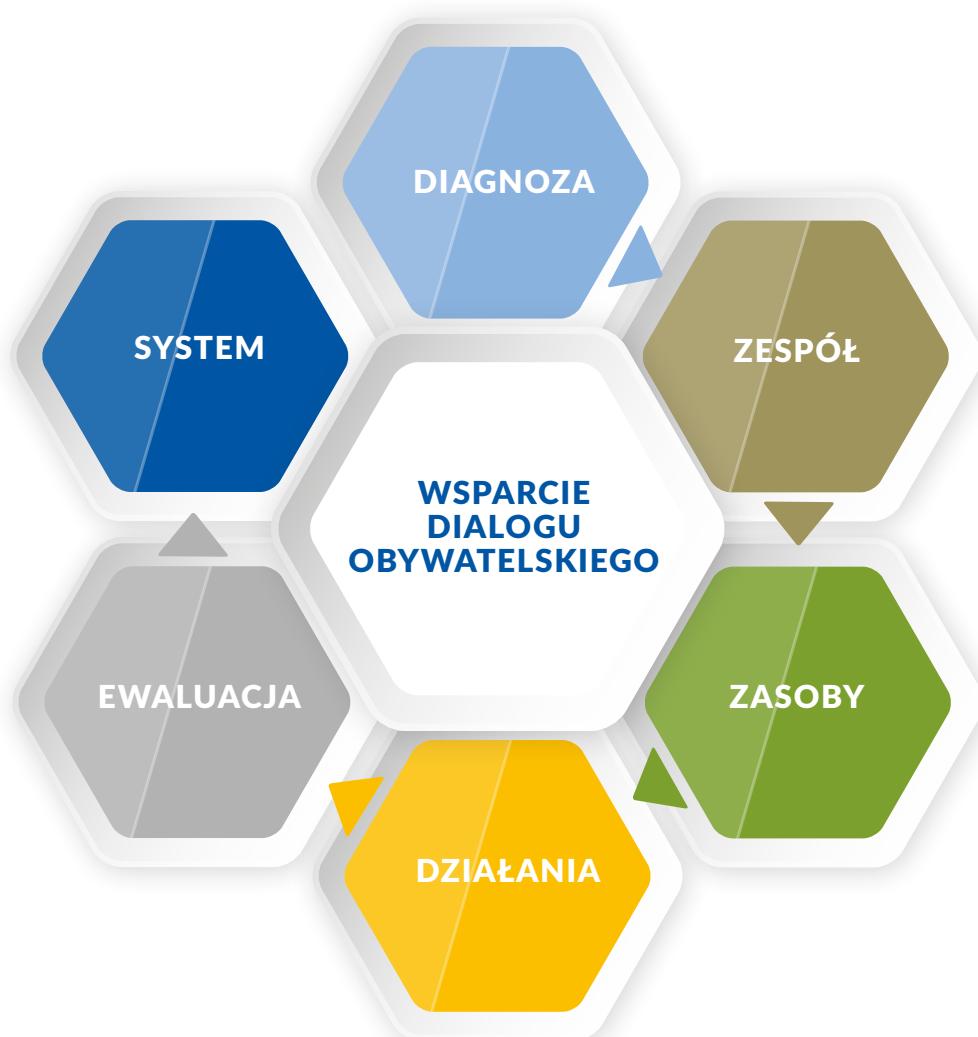 DIAGNOZA
SYSTEM
ZESPÓŁ
WSPARCIE
DIALOGU
OBYWATELSKIEGO
EWALUACJA
ZASOBY
DZIAŁANIA